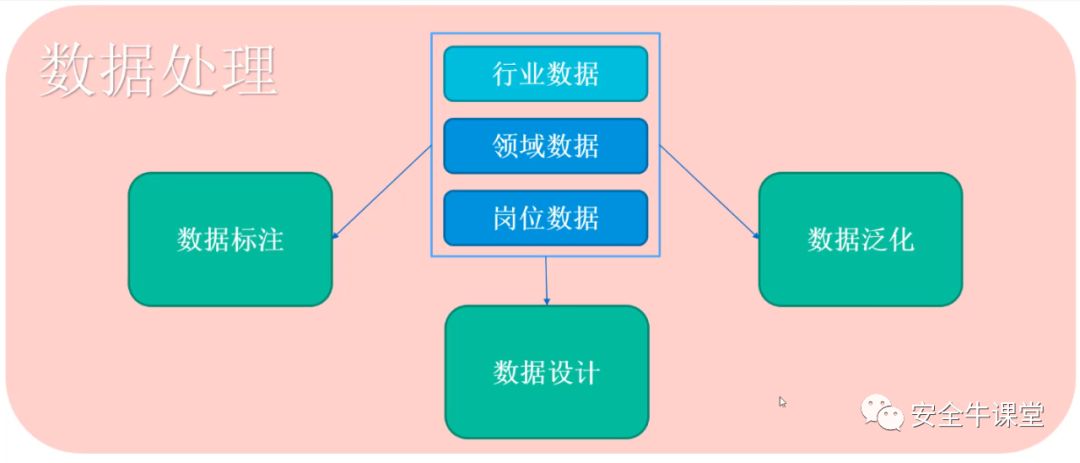 数据处理
行业数据
领域数据
岗位数据
数据标注
数据泛化
数据设计
安全牛课堂